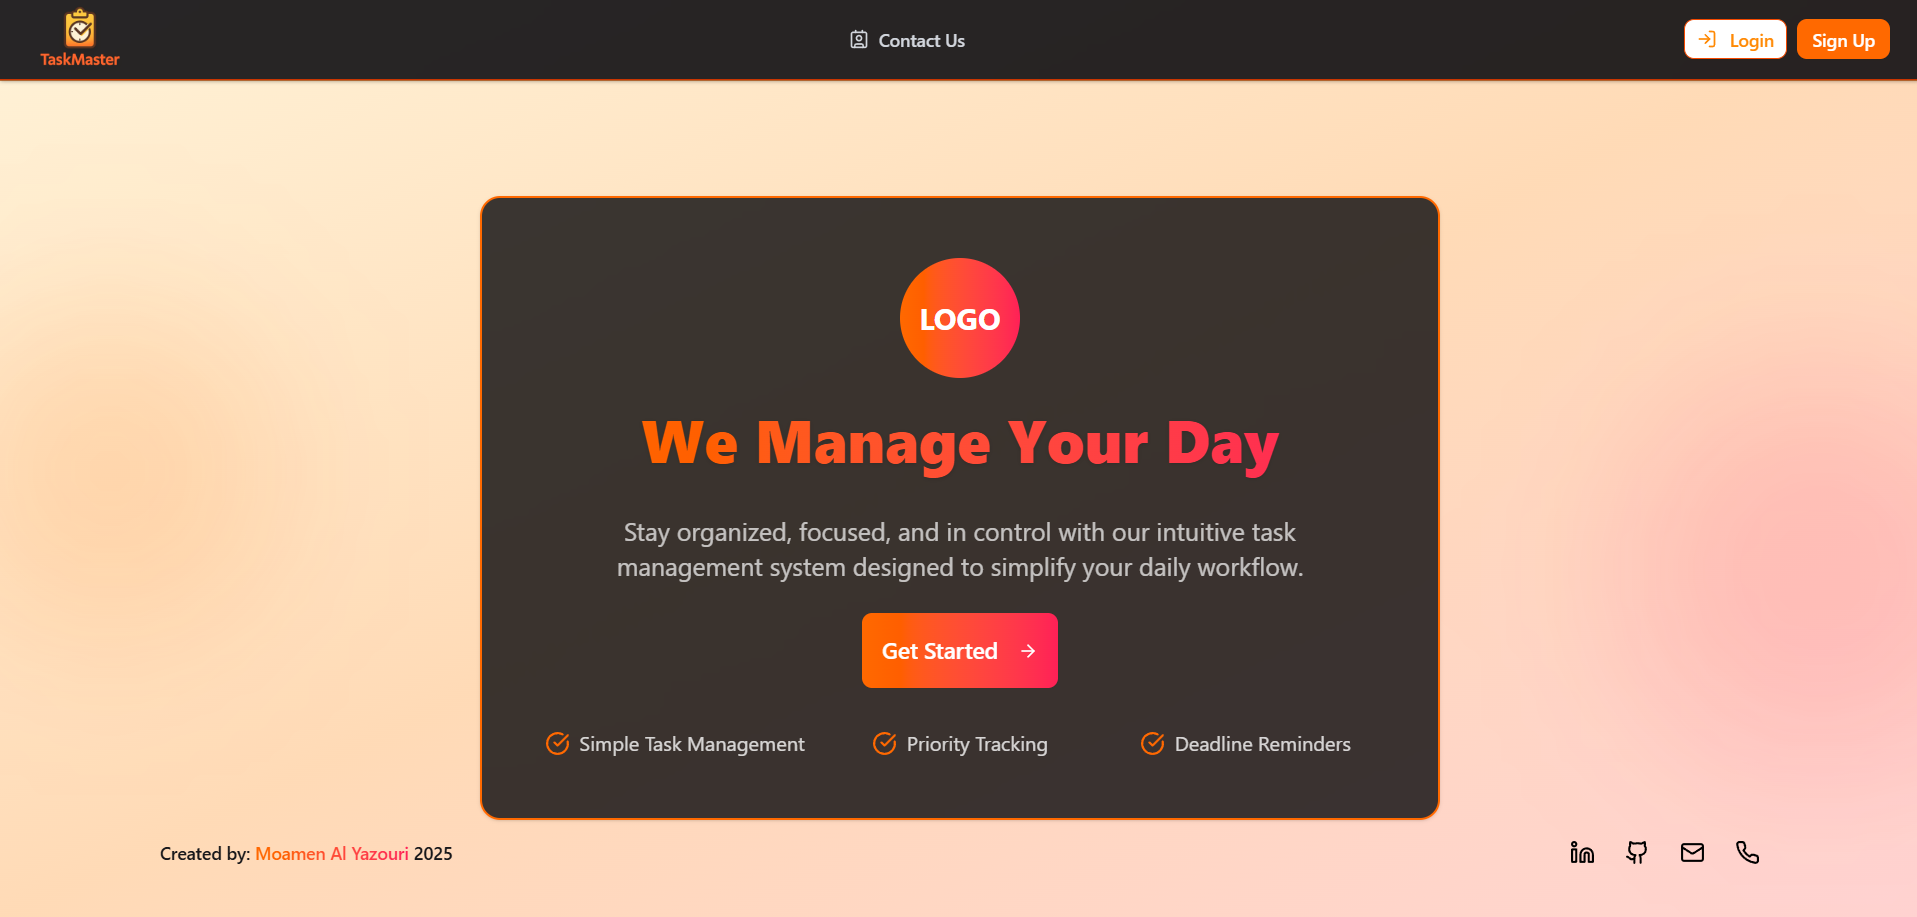 TaskMaster
Contact Us
Login
Sign Up
LOGO
We Manage Your Day
Stay organized, focused, and in control with our intuitive task
management system designed to simplify your daily workflow.
Get Started
Simple Task Management
Priority Tracking
Deadline Reminders
Created by: Moamen Al Yazouri 2025